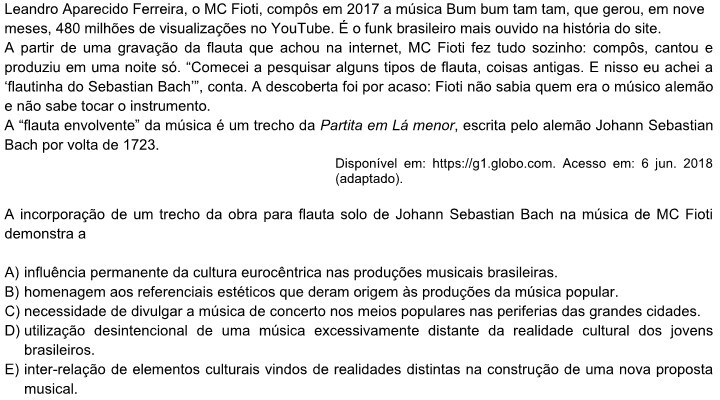 Leandro Aparecido Ferreira, o MC Fioti, compôs em 2017 a música Bum bum tam tam, que gerou, em nove
meses, 480 milhões de visualizações no YouTube. É o funk brasileiro mais ouvido na história do site.
A partir de uma gravação da flauta que achou na internet, MC Fioti fez tudo sozinho: compôs, cantou e
produziu em uma noite só. “Comecei a pesquisar alguns tipos de flauta, coisas antigas. E nisso eu achei a
‘flautinha do Sebastian Bach’”, conta. A descoberta foi por acaso: Fioti não sabia quem era o músico alemão
e não sabe tocar o instrumento.
A “flauta envolvente” da música é um trecho da Partita em Lá menor, escrita pelo alemão Johann Sebastian
Bach por volta de 1723.
Disponível em: https://g1.globo.com. Acesso em: 6 jun. 2018
(adaptado).
A incorporação de um trecho da obra para flauta solo de Johann Sebastian Bach na música de MC Fioti
demonstra a
A) influência permanente da cultura eurocêntrica nas produções musicais brasileiras.
B) homenagem aos referenciais estéticos que deram origem às produções da música popular.
C) necessidade de divulgar a música de concerto nos meios populares nas periferias das grandes cidades.
D) utilização desintencional de uma música excessivamente distante da realidade cultural dos jovens
brasileiros.
E) inter-relação de elementos culturais vindos de realidades distintas na construção de uma nova proposta
musical.